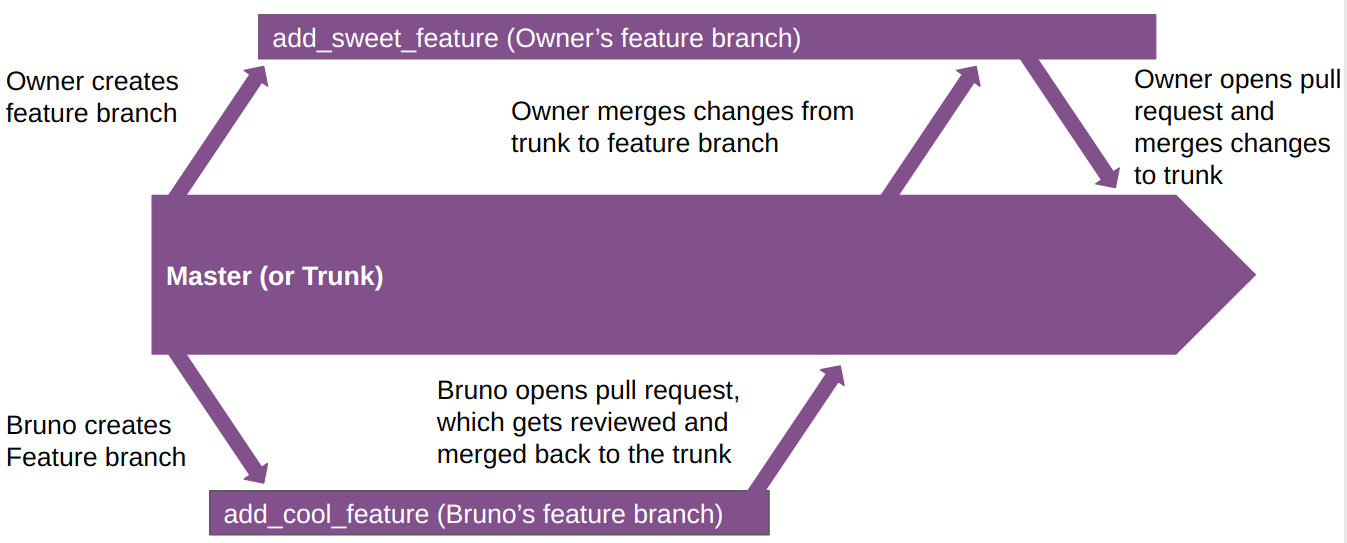 add_sweet_feature (Owner’s feature branch)
Owner creates
feature branch
Owner merges changes from
trunk to feature branch
Owner opens pull
request and
merges changes
to trunk
Master (or Trunk)
Bruno creates
Feature branch
Bruno opens pull request,
which gets reviewed and
merged back to the trunk
add_cool_feature (Bruno’s feature branch)